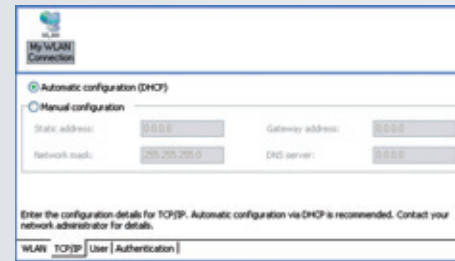 WLAN
My WLAN
Connection
Automatic configuration (DHCP)
Manual configuration
Static address: 0.0.0.0 Gateway address: 0.0.0.0
Network mask: 255.255.255.0 DNS server: 0.0.0.0
Enter the configuration details for TCP/IP. Automatic configuration via DHCP is recommended. Contact your
network administrator for details.
WLAN TCP/IP User Authentication